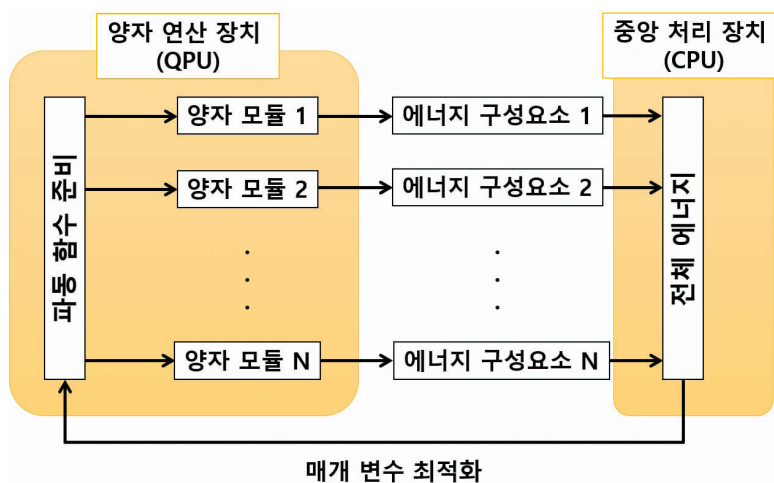 양자 연산 장치
(QPU)
중앙 처리 장치
(CPU)
파동 함수 준비
양자 모듈 1
에너지 구성요소 1
양자 모듈 2
에너지 구성요소 2
양자 모듈 N
에너지 구성요소 N
전체 에너지
매개 변수 최적화